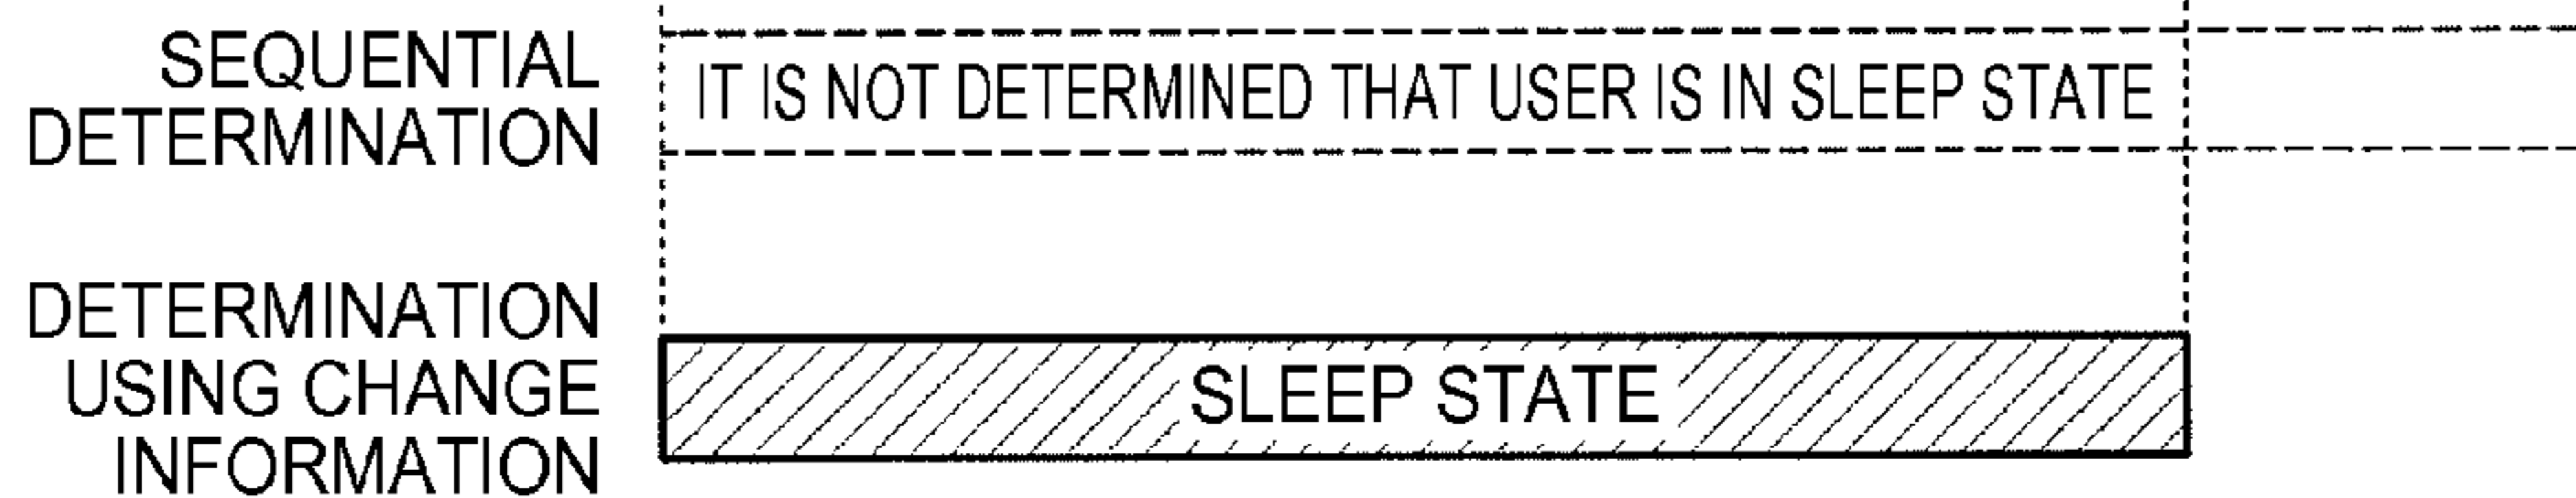 SEQUENTIAL
DETERMINATION
IT IS NOT DETERMINED THAT USER IS IN SLEEP STATE
DETERMINATION
USING CHANGE
INFORMATION
SLEEP STATE